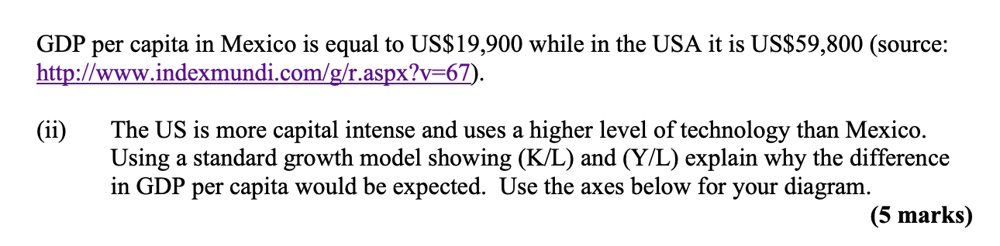 GDP per capita in Mexico is equal to US$19,900 while in the USA it is US$59,800 (source:
http://www.indexmundi.com/g/r.aspx?v=67).
(ii) The US is more capital intense and uses a higher level of technology than Mexico.
Using a standard growth model showing (K/L) and (Y/L) explain why the difference
in GDP per capita would be expected. Use the axes below for your diagram.
(5 marks)